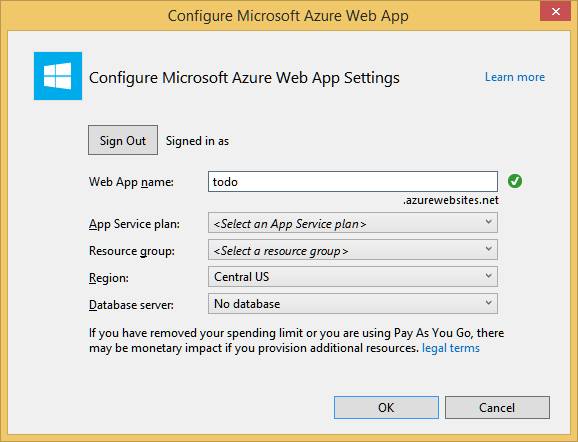 Configure Microsoft Azure Web App
Configure Microsoft Azure Web App Settings
Learn more
Sign Out
Signed in as
Web App name:
todo
.azurewebsites.net
App Service plan:
<Select an App Service plan>
Resource group:
<Select a resource group>
Region:
Central US
Database server:
No database
If you have removed your spending limit or you are using Pay As You Go, there
may be monetary impact if you provision additional resources. legal terms
OK
Cancel